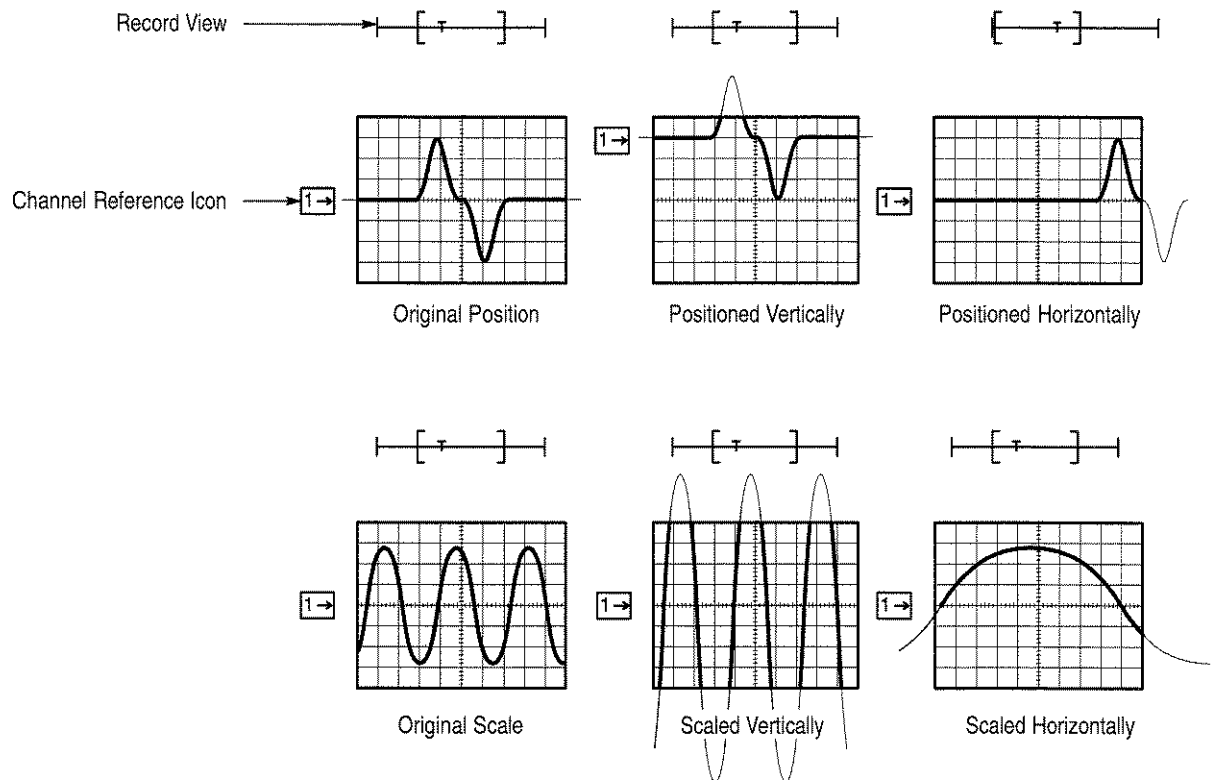 Record View
T
T
T
Channel Reference Icon
1→
1→
1→
Original Position
Positioned Vertically
Positioned Horizontally
T
T
T
1→
1→
1→
Original Scale
Scaled Vertically
Scaled Horizontally